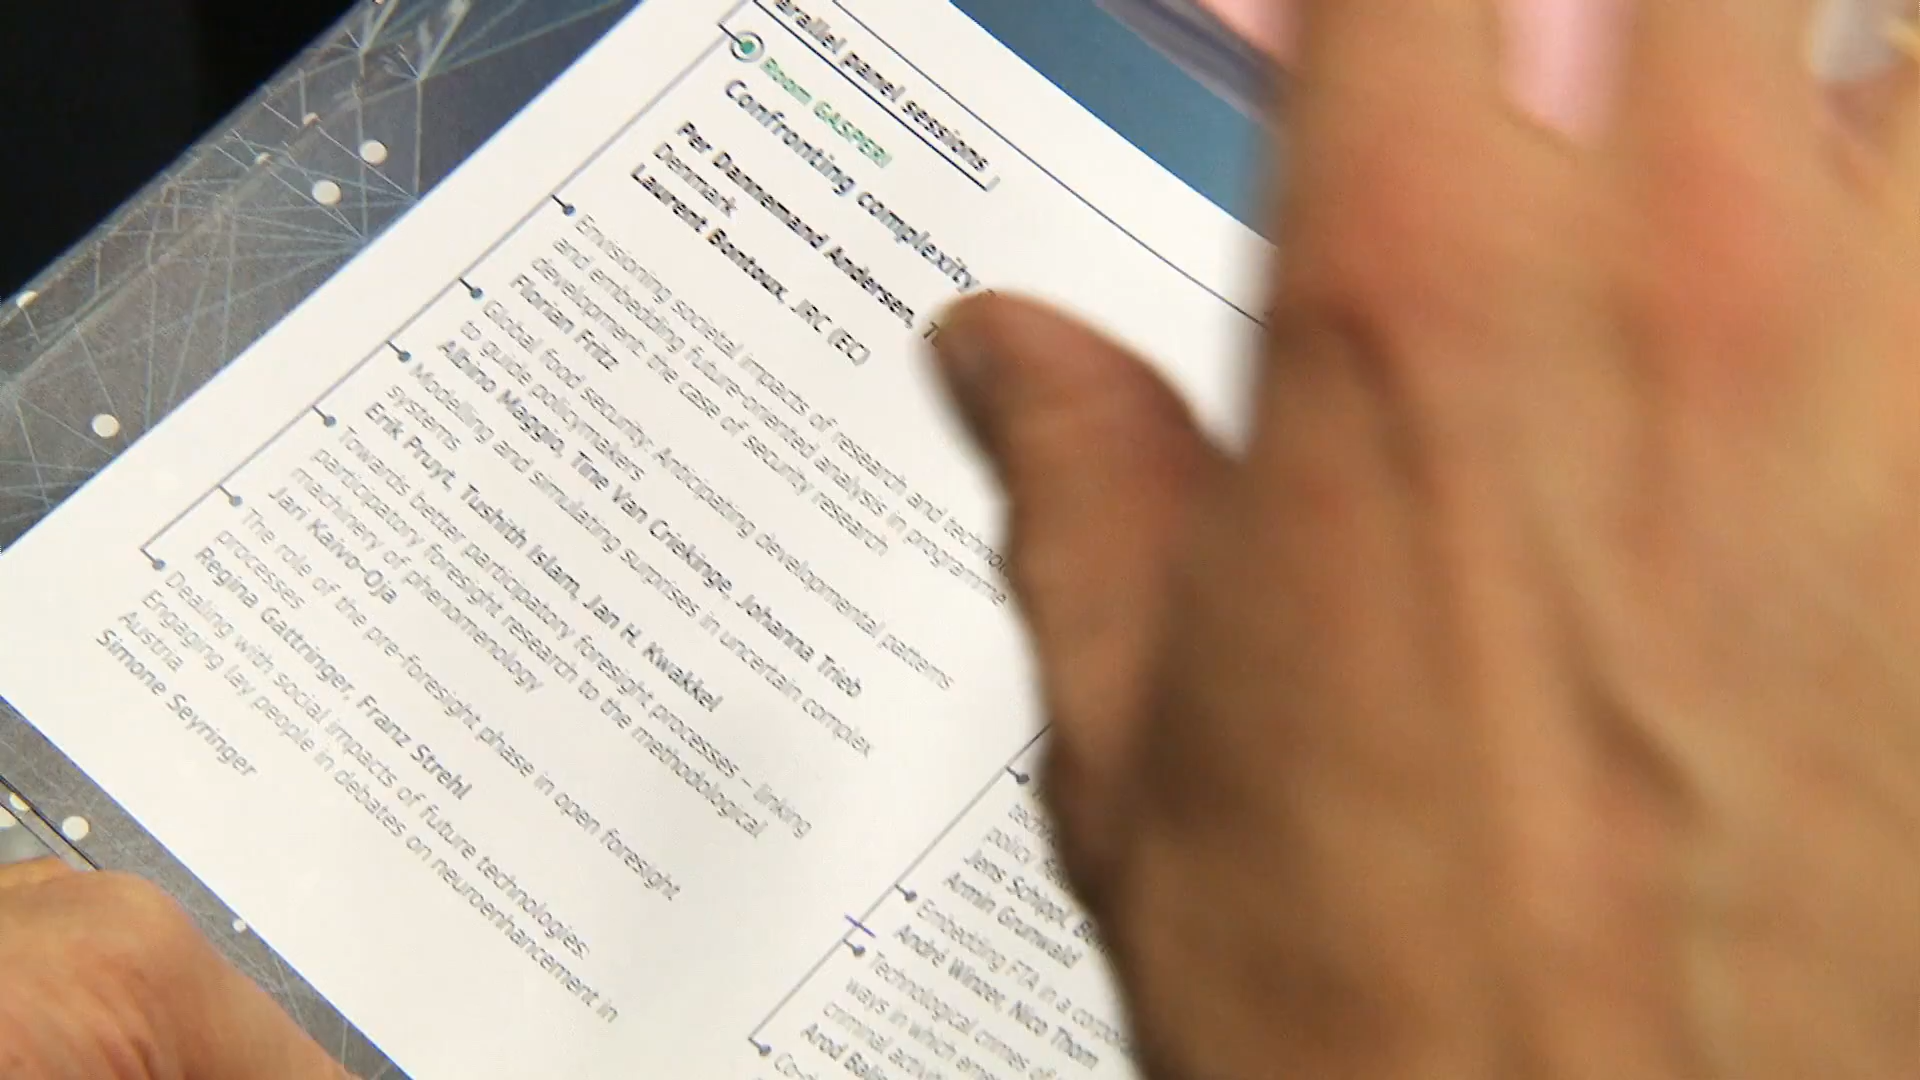 parallel panel sessions
Room GASPERI
Confronting complexity
Per Dannemand Andersen,
Denmark
Laurent Bontoux, JRC (EC)
Envisioning societal impacts of research and technolo
and embedding future-oriented analysis in programme
development: the case of security research
Florian Fritz
Global food security: Anticipating developmental patterns
to guide policymakers
Albino Maggio, Tine Van Criekinge, Johanna Trieb
Modelling and simulating surprises in uncertain complex
systems
Erik Pruyt, Tushith Islam, Jan H. Kwakkel
Towards better participatory foresight processes – linking
participatory foresight research to the methodological
machinery of phenomenology
Jari Kaivo-Oja
The role of the pre-foresight phase in open foresight
processes
Regina Gattringer, Franz Strehl
Dealing with social impacts of future technologies:
Engaging lay people in debates on neuroenhancement in
Austria
Simone Seyringer
policy
Jens Schippl,
Armin Grunwald
Embedding FTA in a corpo
André Winzer, Nico Thom
Technological crimes of
ways in which
criminal activ